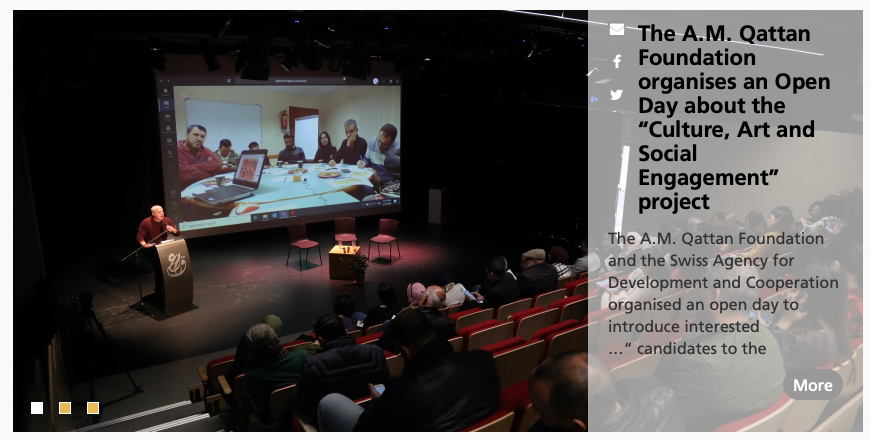 The A.M. Qattan
Foundation
organises an Open
Day about the
“Culture, Art and
Social
Engagement”
project
The A.M. Qattan Foundation
and the Swiss Agency for
Development and Cooperation
organised an open day to
introduce interested
...” candidates to the
More